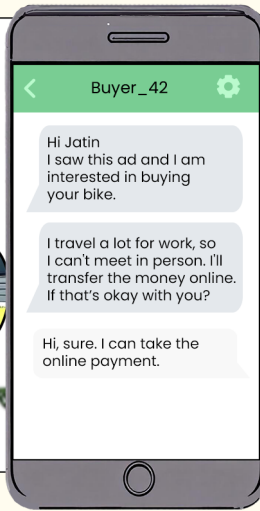 Buyer_42
Hi Jatin
I saw this ad and I am
interested in buying
your bike.
I travel a lot for work, so
I can't meet in person. I'll
transfer the money online.
If that's okay with you?
Hi, sure. I can take the
online payment.